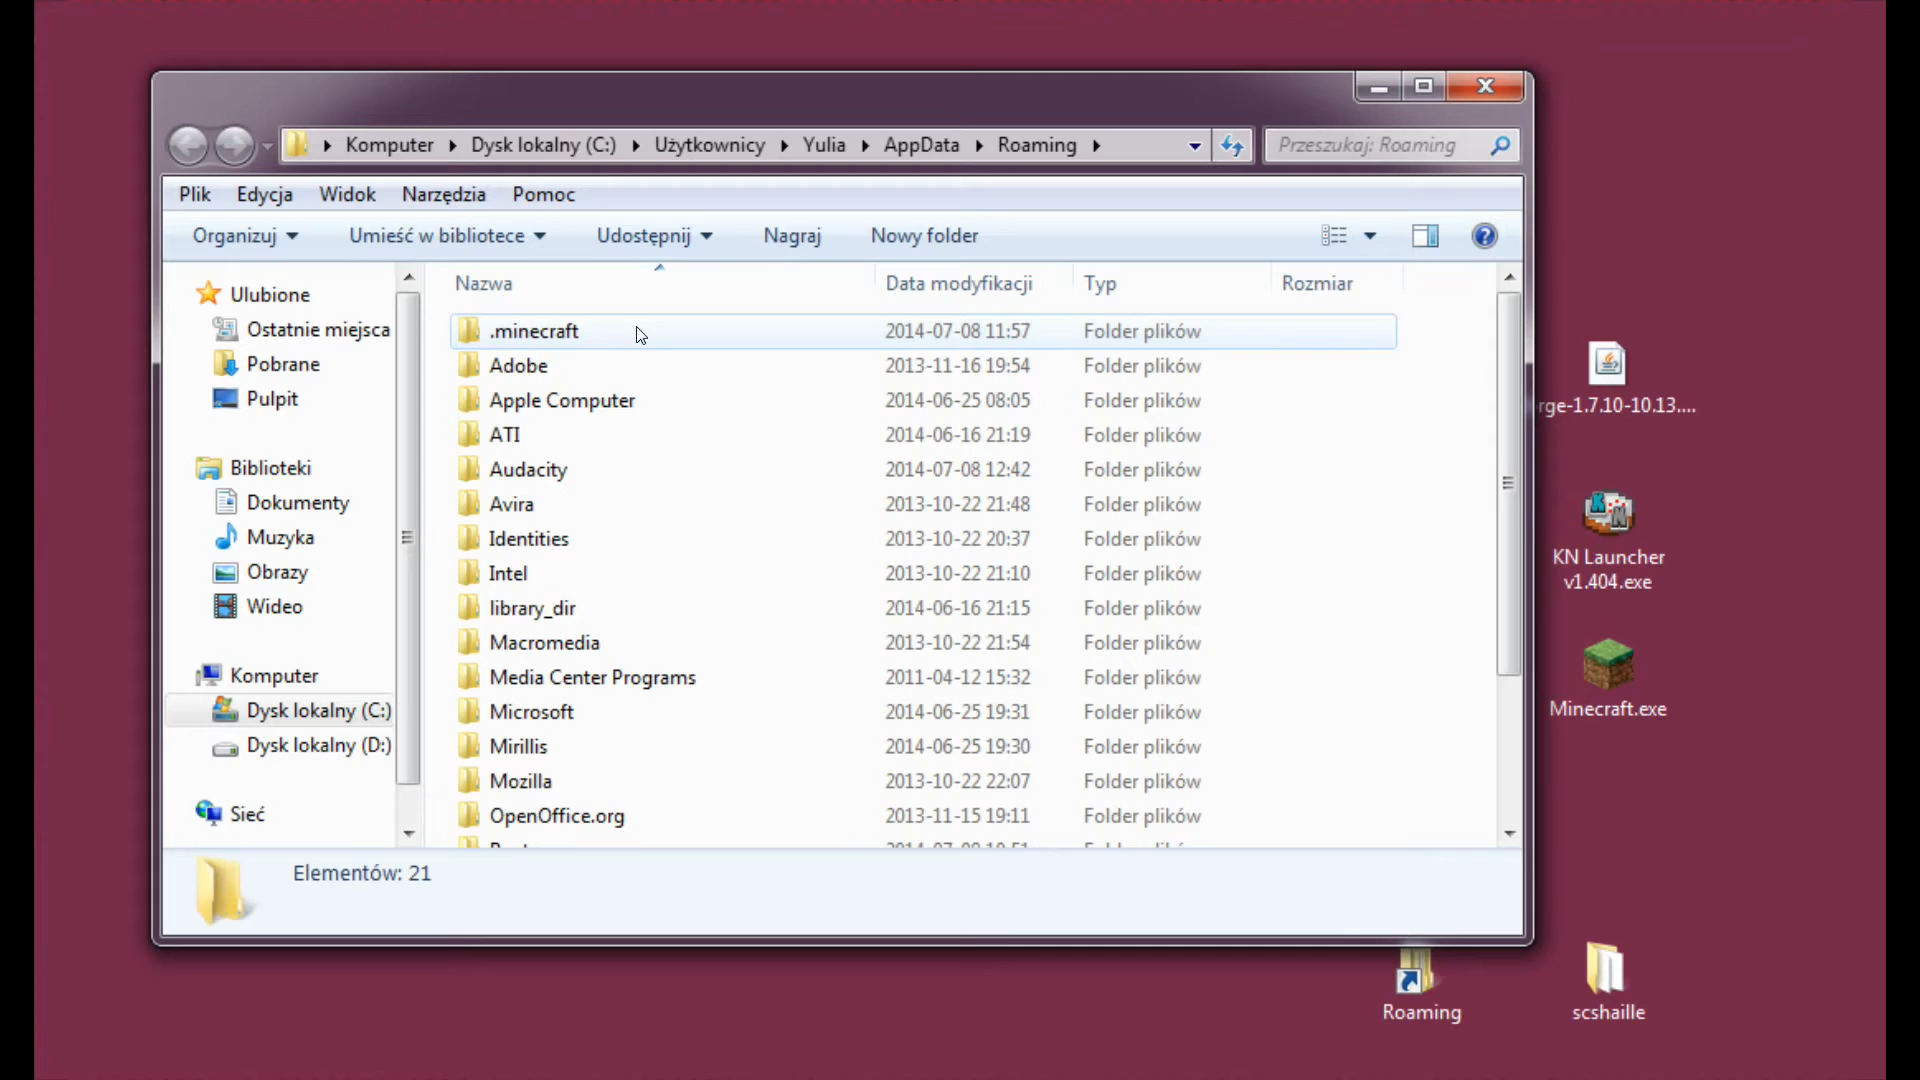 Komputer Dysk lokalny (C:) Użytkownicy Yulia AppData Roaming
Przeszukaj: Roaming
Plik Edycja Widok Narzędzia Pomoc
Organizuj Umieść w bibliotece Udostępnij Nagraj Nowy folder
Ulubione
Ostatnie miejsca
Pobrane
Pulpit
Biblioteki
Dokumenty
Muzyka
Obrazy
Wideo
Komputer
Dysk lokalny (C:)
Dysk lokalny (D:)
Sieć
Nazwa Data modyfikacji Typ Rozmiar
.minecraft 2014-07-08 11:57 Folder plików
Adobe 2013-11-16 19:54 Folder plików
Apple Computer 2014-06-25 08:05 Folder plików
ATI 2014-06-16 21:19 Folder plików
Audacity 2014-07-08 12:42 Folder plików
Avira 2013-10-22 21:48 Folder plików
Identities 2013-10-22 20:37 Folder plików
Intel 2013-10-22 21:10 Folder plików
library_dir 2014-06-16 21:15 Folder plików
Macromedia 2013-10-22 21:54 Folder plików
Media Center Programs 2011-04-12 15:32 Folder plików
Microsoft 2014-06-25 19:31 Folder plików
Mirillis 2014-06-25 19:30 Folder plików
Mozilla 2013-10-22 22:07 Folder plików
OpenOffice.org 2013-11-15 19:11 Folder plików
Elementów: 21
rge-1.7.10-10.13....
KN Launcher
v1.404.exe
Minecraft.exe
Roaming
scshaille